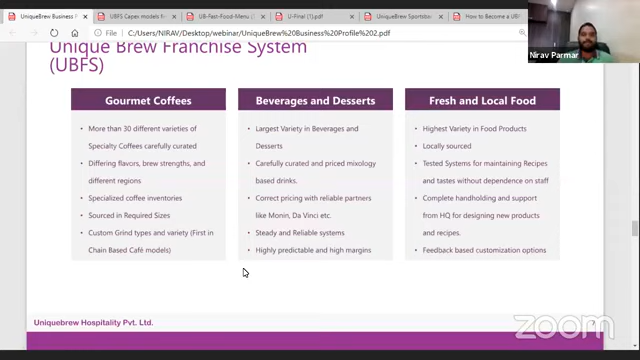 UniqueBrew Business P
UBFS Capex models f
UB-Fast-Food-Menu
U-Final (1).pdf
UniqueBrew Sportstow
How to Become a UBF
File
C:/Users/NIRAV/Desktop/webinar/UniqueBrew%20Business%20Profile%202.pdf
Unique Brew Franchise System
(UBFS)
Nirav Parmar
Gourmet Coffees
• More than 30 different varieties of
Specialty Coffees carefully curated
• Differing flavors, brew strengths, and
different regions
• Specialized coffee inventories
• Sourced in Required Sizes
• Custom Grind types and variety (First in
Chain Based Café models)
Beverages and Desserts
• Largest Variety in Beverages and
Desserts
• Carefully curated and priced mixology
based drinks.
• Correct pricing with reliable partners
like Monin, Da Vinci etc.
• Steady and Reliable systems
• Highly predictable and high margins
Fresh and Local Food
• Highest Variety in Food Products
• Locally sourced
• Tested Systems for maintaining Recipes
and tastes without dependence on staff
• Complete handholding and support
from HQ for designing new products
and recipes.
• Feedback based customization options
Uniquebrew Hospitality Pvt. Ltd.
zoom